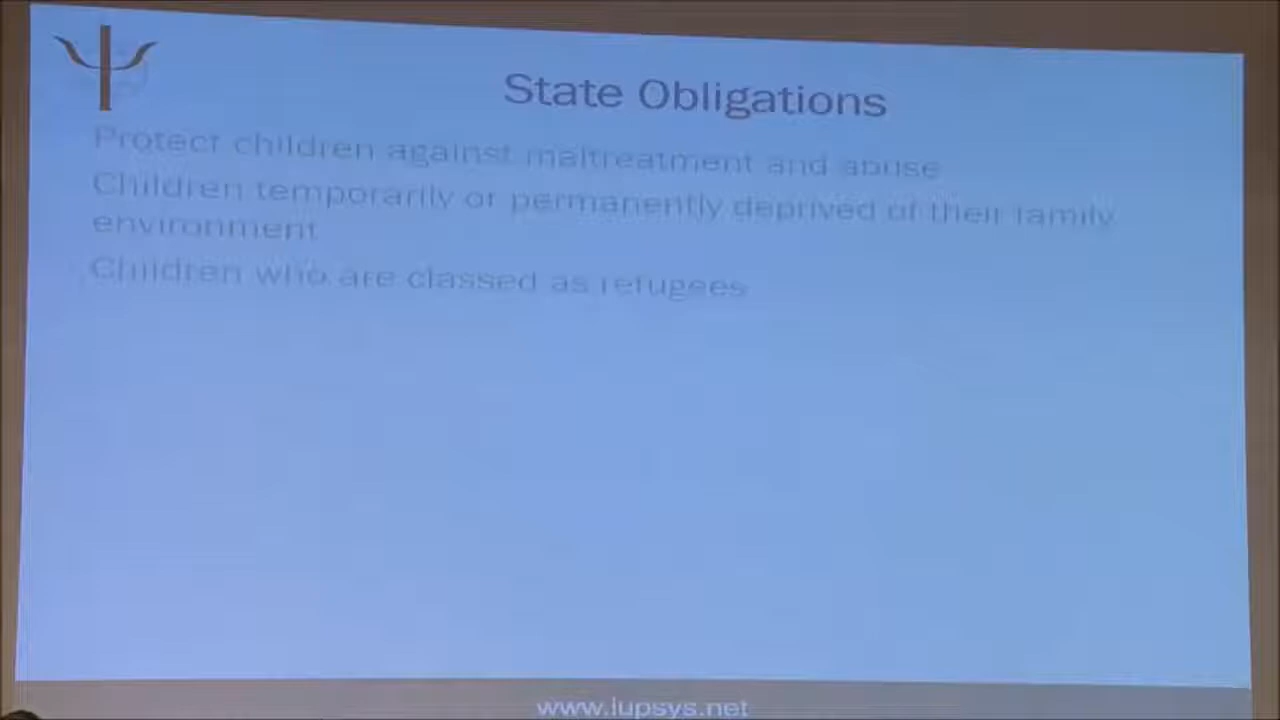 State Obligations
Protect children against maltreatment and abuse
Children temporarily or permanently deprived of their family
environment
Children who are classed as refugees
www.iupsys.net